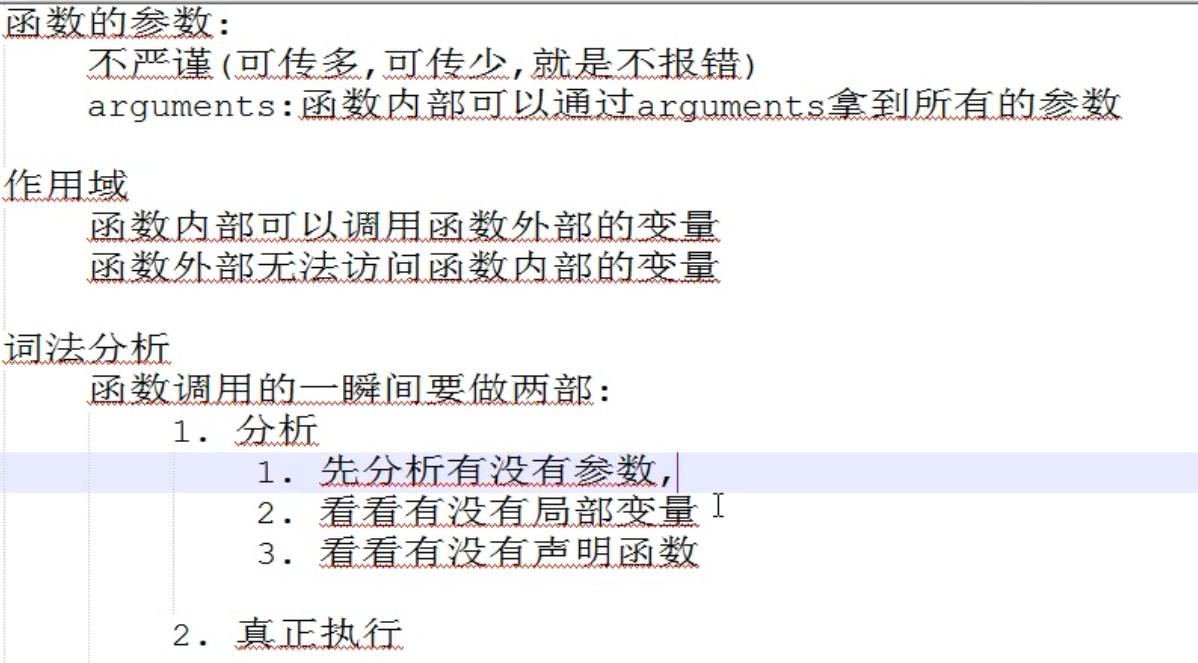 函数的参数:
不严谨(可传多,可传少,就是不报错)
arguments:函数内部可以通过arguments拿到所有的参数
作用域
函数内部可以调用函数外部的变量
函数外部无法访问函数内部的变量
词法分析
函数调用的一瞬间要做两部:
1. 分析
1. 先分析有没有参数,
2. 看看有没有局部变量
3. 看看有没有声明函数
2. 真正执行